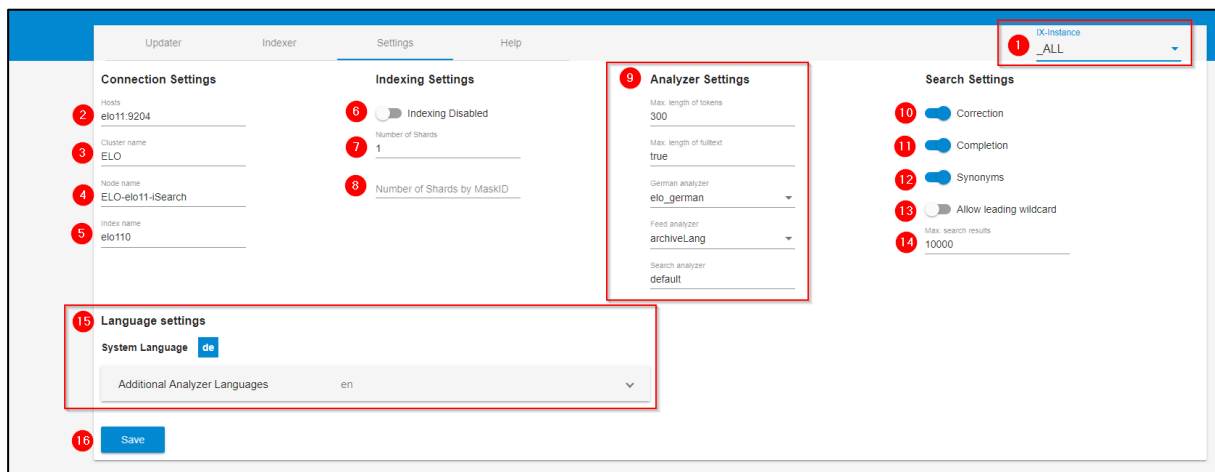 Updater
Indexer
Settings
Help
IX-Instance
1
_ALL
Connection Settings
Hosts
2
elo11:9204
Cluster name
3
ELO
Node name
4
ELO-elo11-iSearch
Index name
5
elo110
Indexing Settings
6
Indexing Disabled
Number of Shards
7
1
8
Number of Shards by MaskID
9
Analyzer Settings
Max. length of tokens
300
Max. length of fulltext
true
German analyzer
elo_german
Feed analyzer
archiveLang
Search analyzer
default
Search Settings
10
Correction
11
Completion
12
Synonyms
13
Allow leading wildcard
Max. search results
14
10000
15
Language settings
System Language de
Additional Analyzer Languages en
16
Save